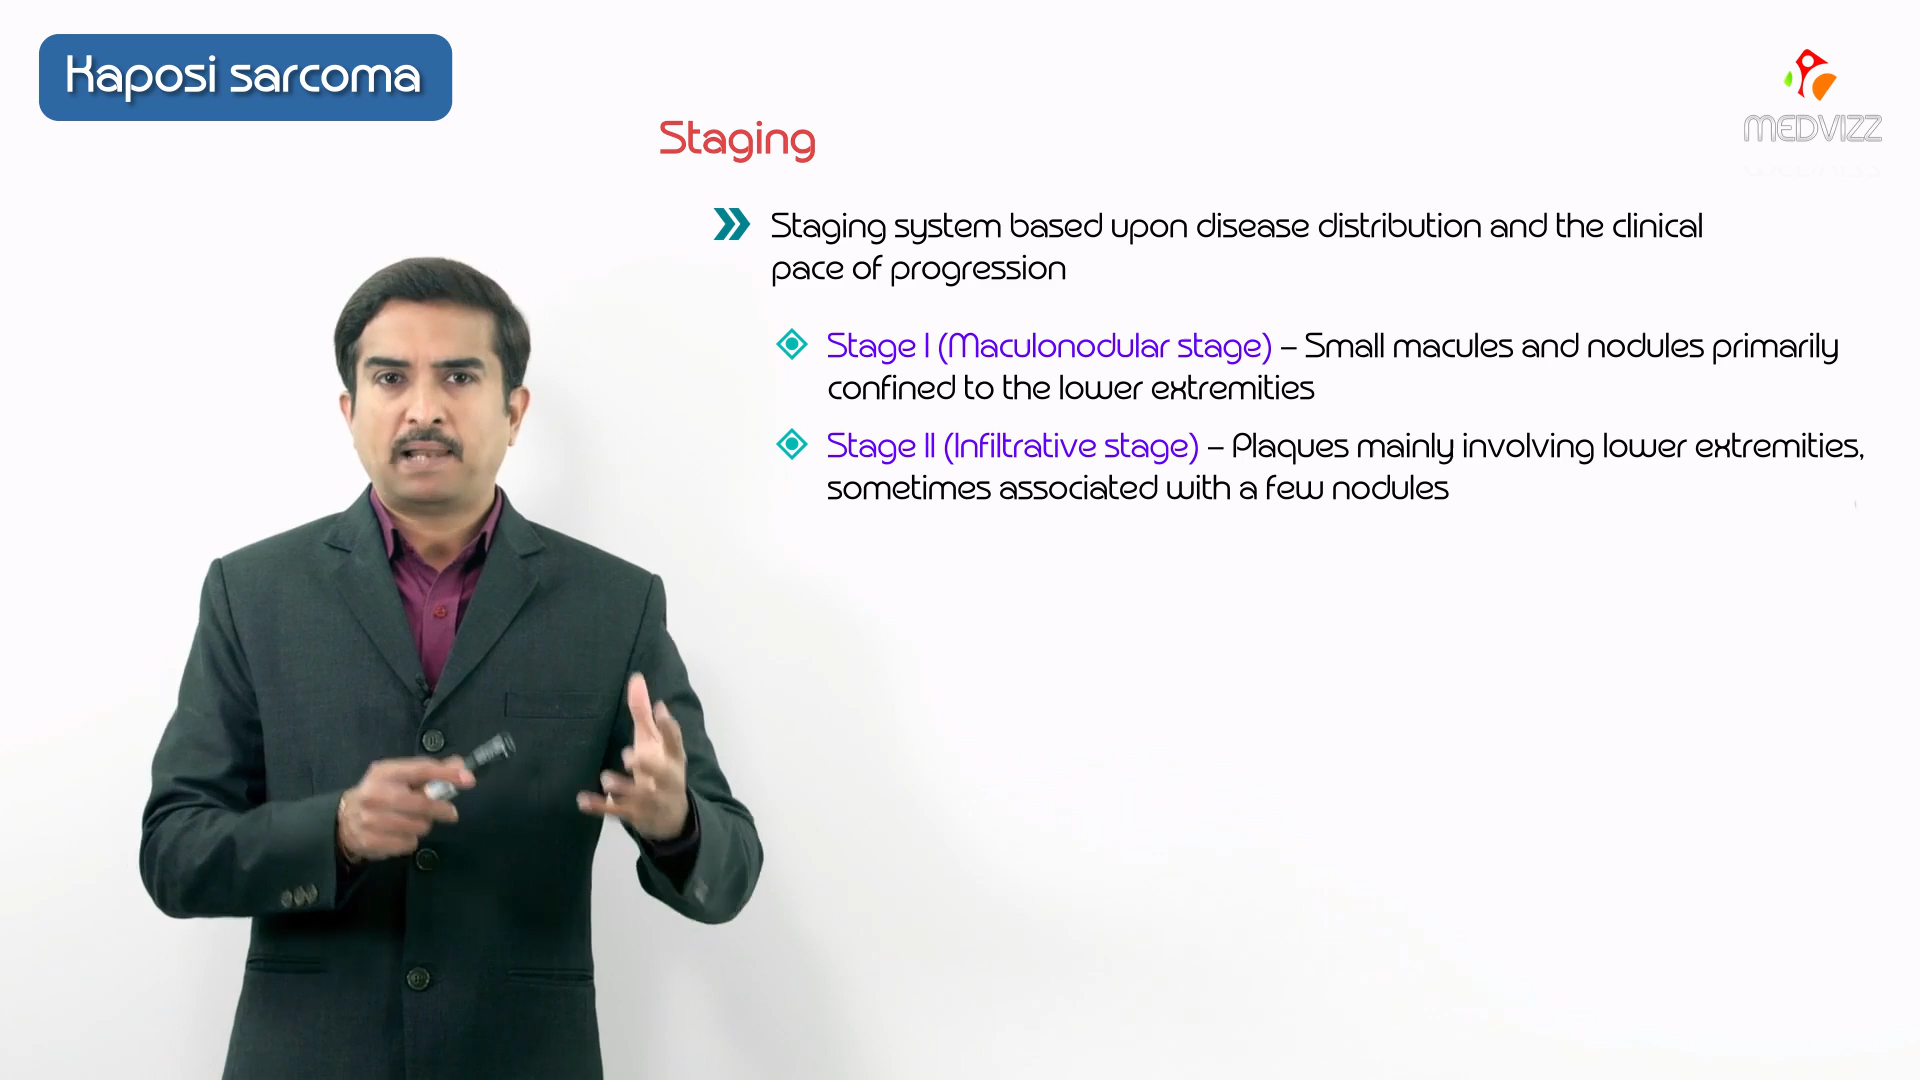 Kaposi sarcoma
MEDVIZZ
Staging
Staging system based upon disease distribution and the clinical
pace of progression
Stage I (Maculonodular stage) – Small macules and nodules primarily
confined to the lower extremities
Stage II (Infiltrative stage) – Plaques mainly involving lower extremities,
sometimes associated with a few nodules